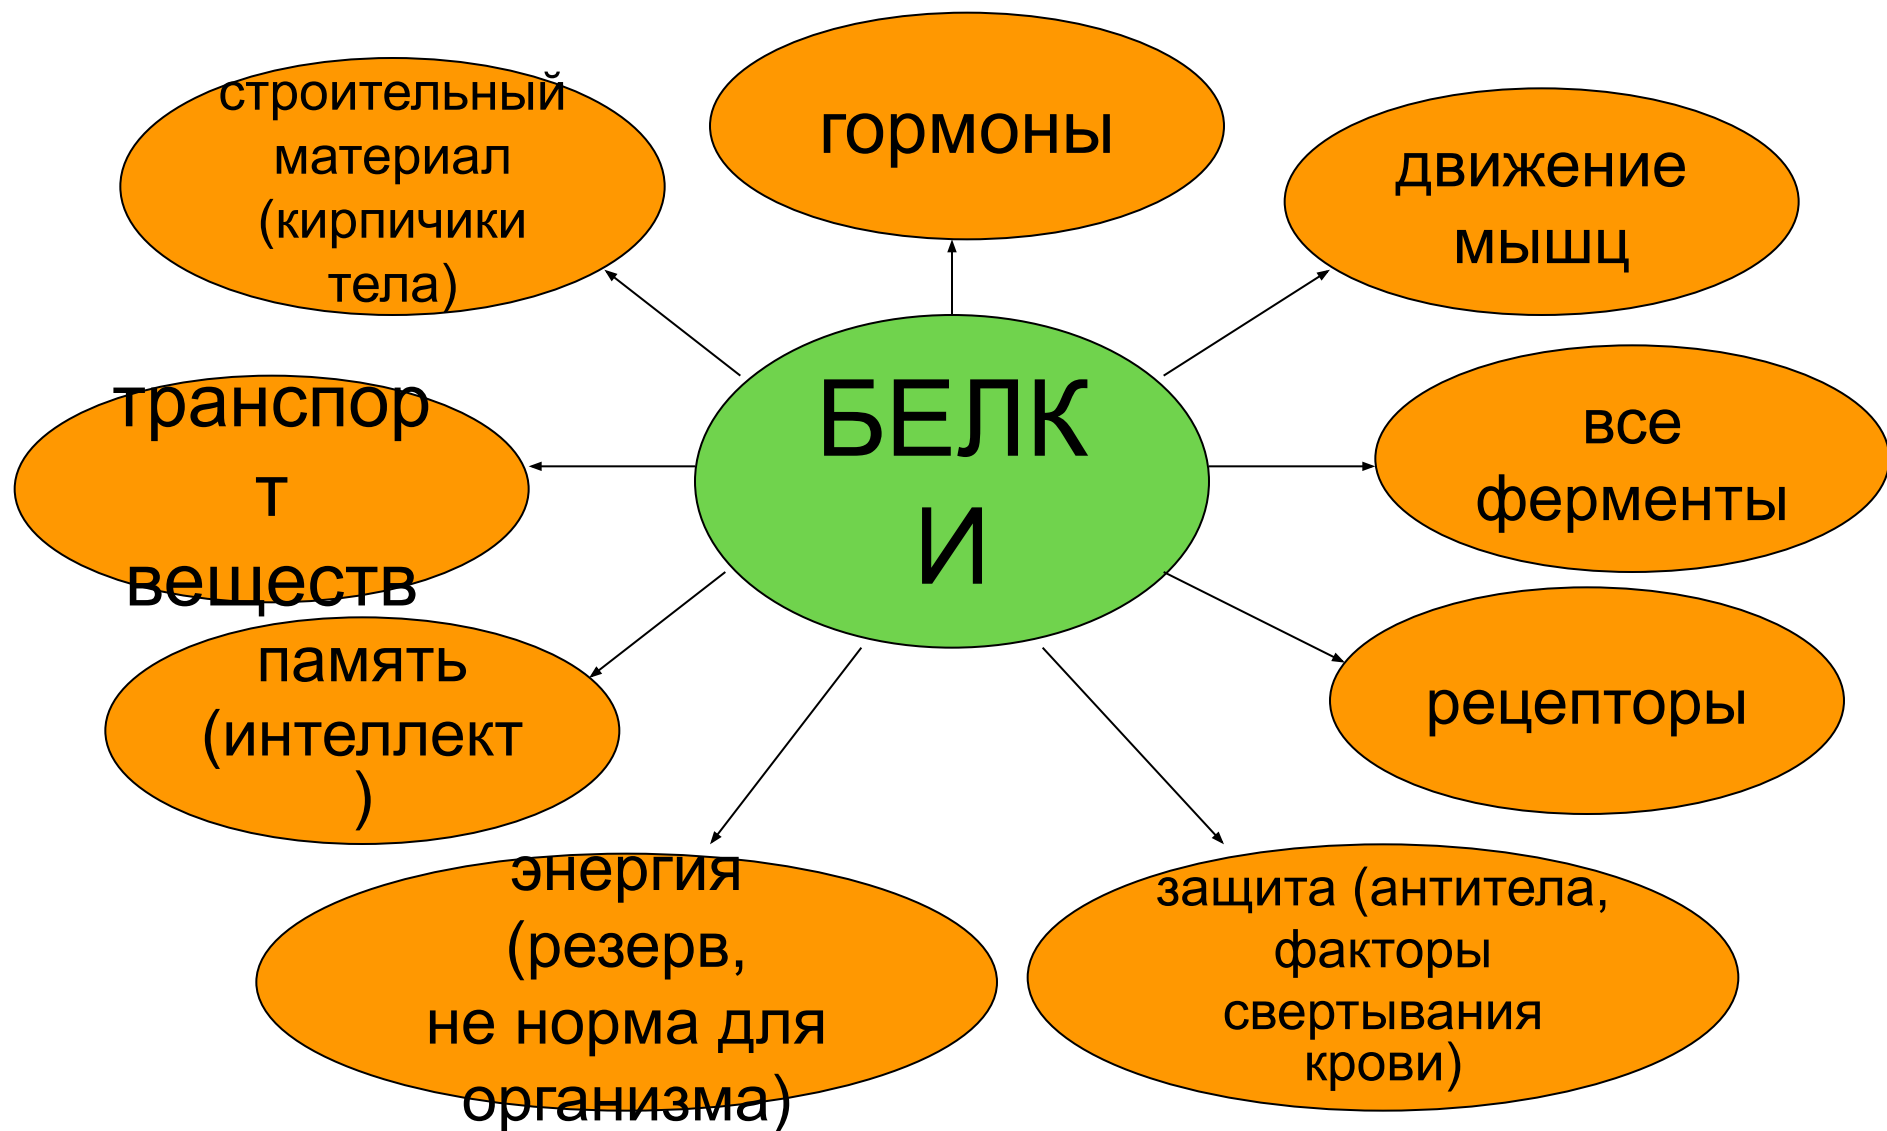 строительный
материал
(кирпичики
тела)
гормоны
движение
мышц
транспор
т
веществ
БЕЛК
И
все
ферменты
память
(интеллект
)
рецепторы
энергия
(резерв,
не норма для
организма)
защита (антитела,
факторы
свертывания
крови)